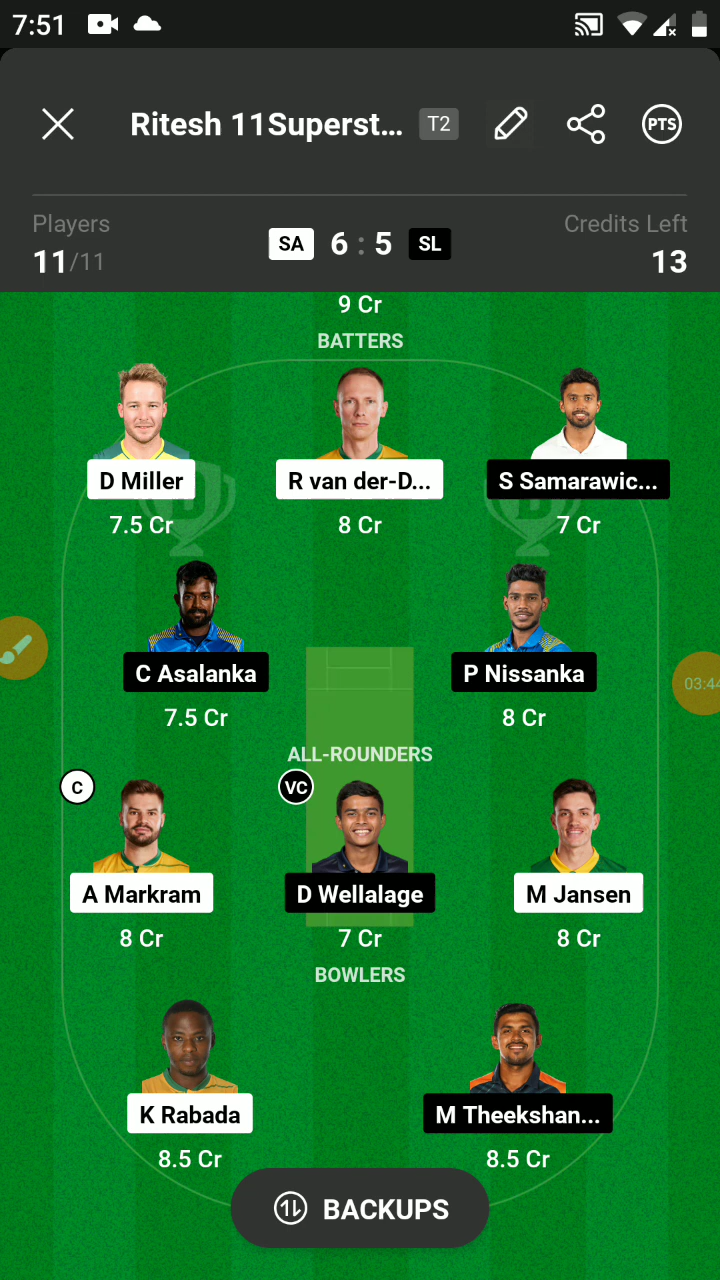 7:51
Ritesh 11Superst... T2 PTS
Players Credits Left
SA 6 : 5 SL
11/11 13
9 Cr
BATTERS
D Miller R van der-D... S Samarawic...
7.5 Cr 8 Cr 7 Cr
C Asalanka P Nissanka
7.5 Cr 8 Cr
ALL-ROUNDERS
C VC
A Markram D Wellalage M Jansen
8 Cr 7 Cr 8 Cr
BOWLERS
K Rabada M Theekshan...
8.5 Cr 8.5 Cr
BACKUPS